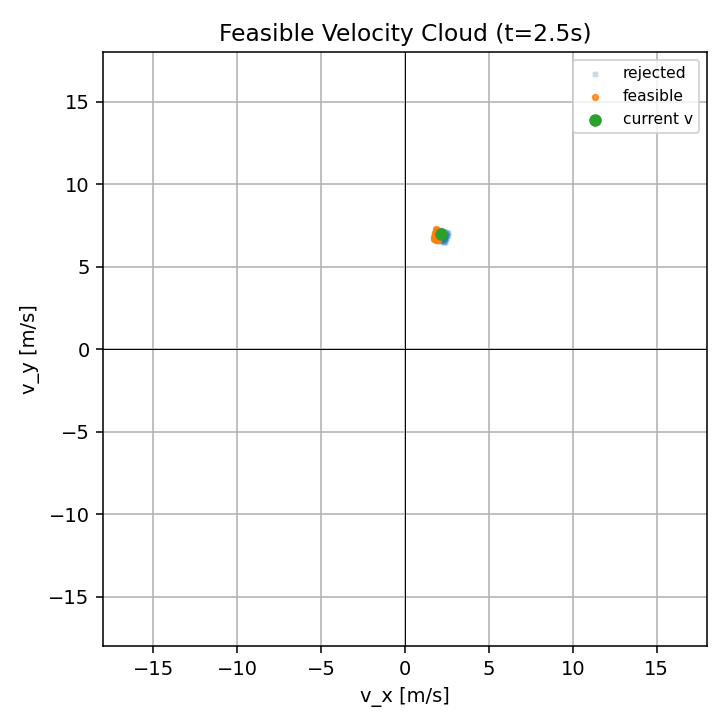 Feasible Velocity Cloud (t=2.5s)
rejected
feasible
current v
15
10
5
0
−5
−10
−15
v_y [m/s]
−15
−10
−5
0
5
10
15
v_x [m/s]